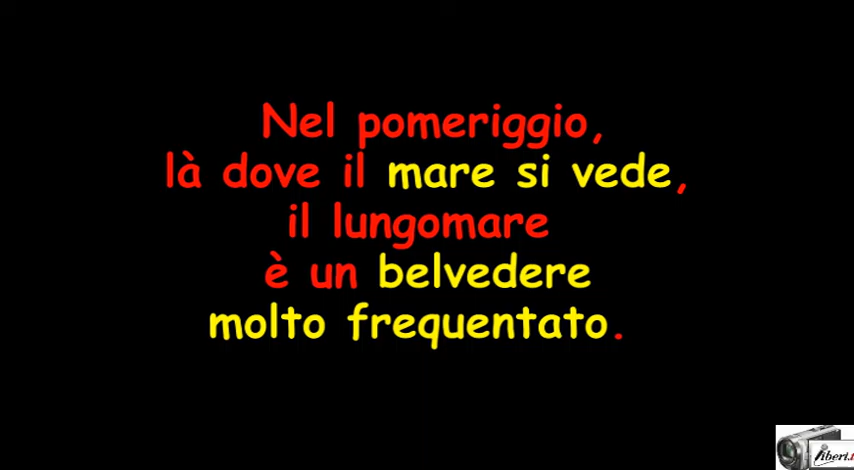 Nel pomeriggio,
là dove il mare si vede,
il lungomare
è un belvedere
molto frequentato.